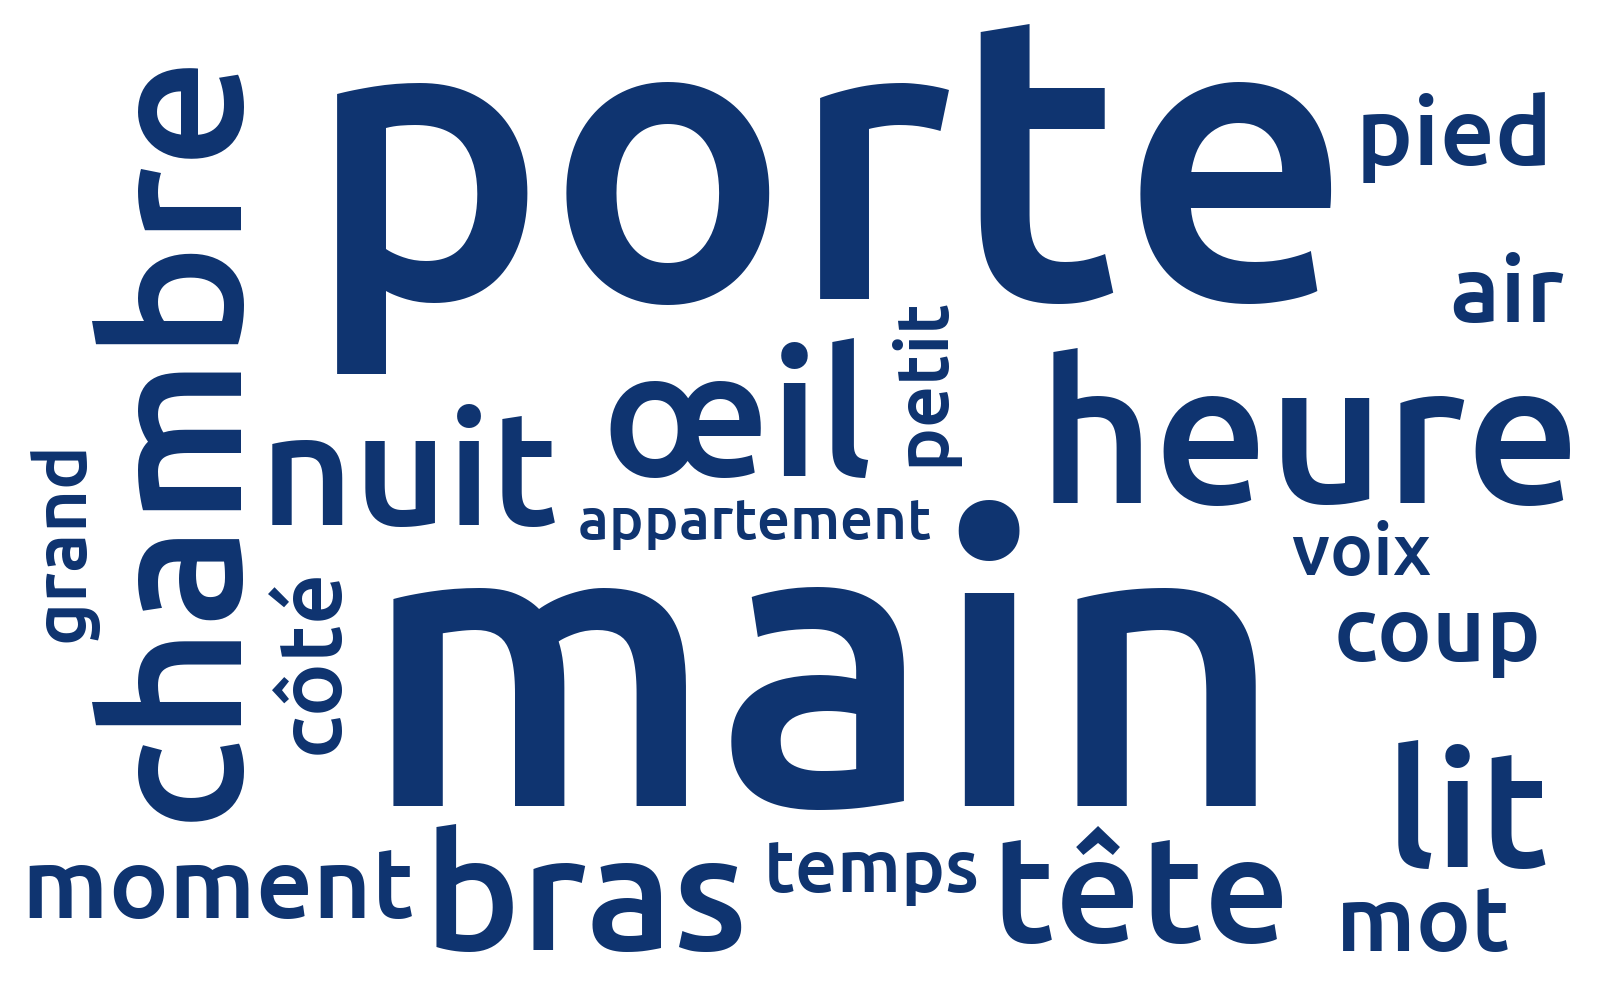 porte
pied
chambre
air
petit
œil
heure
nuit
grand
appartement
voix
main
côté
coup
lit
moment
bras
temps
tête
mot